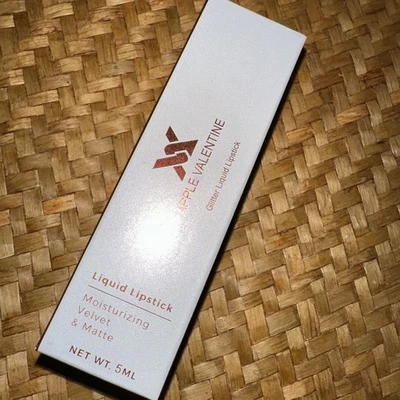 APPLE VALENTINE
Glitter Liquid Lipstick
Liquid Lipstick
Moisturizing
Velvet
& Matte
NET WT. 5ML